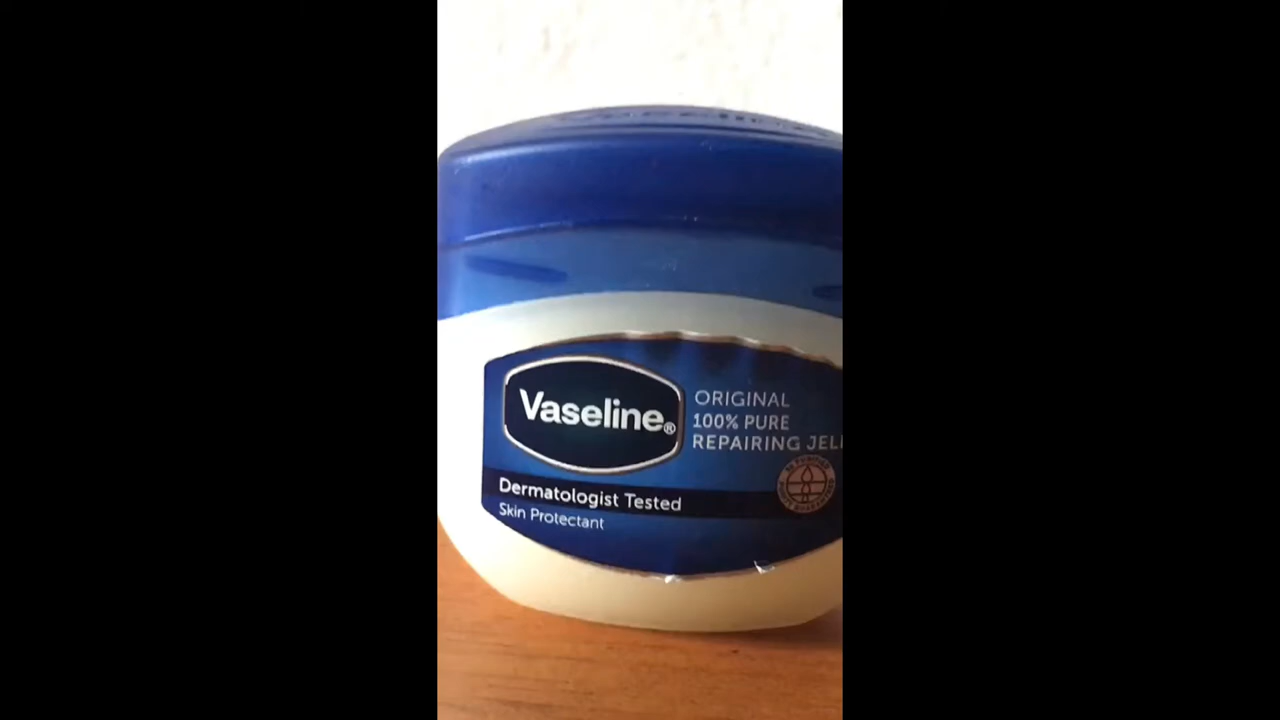 Vaseline®
ORIGINAL
100% PURE
REPAIRING JEL
Dermatologist Tested
Skin Protectant